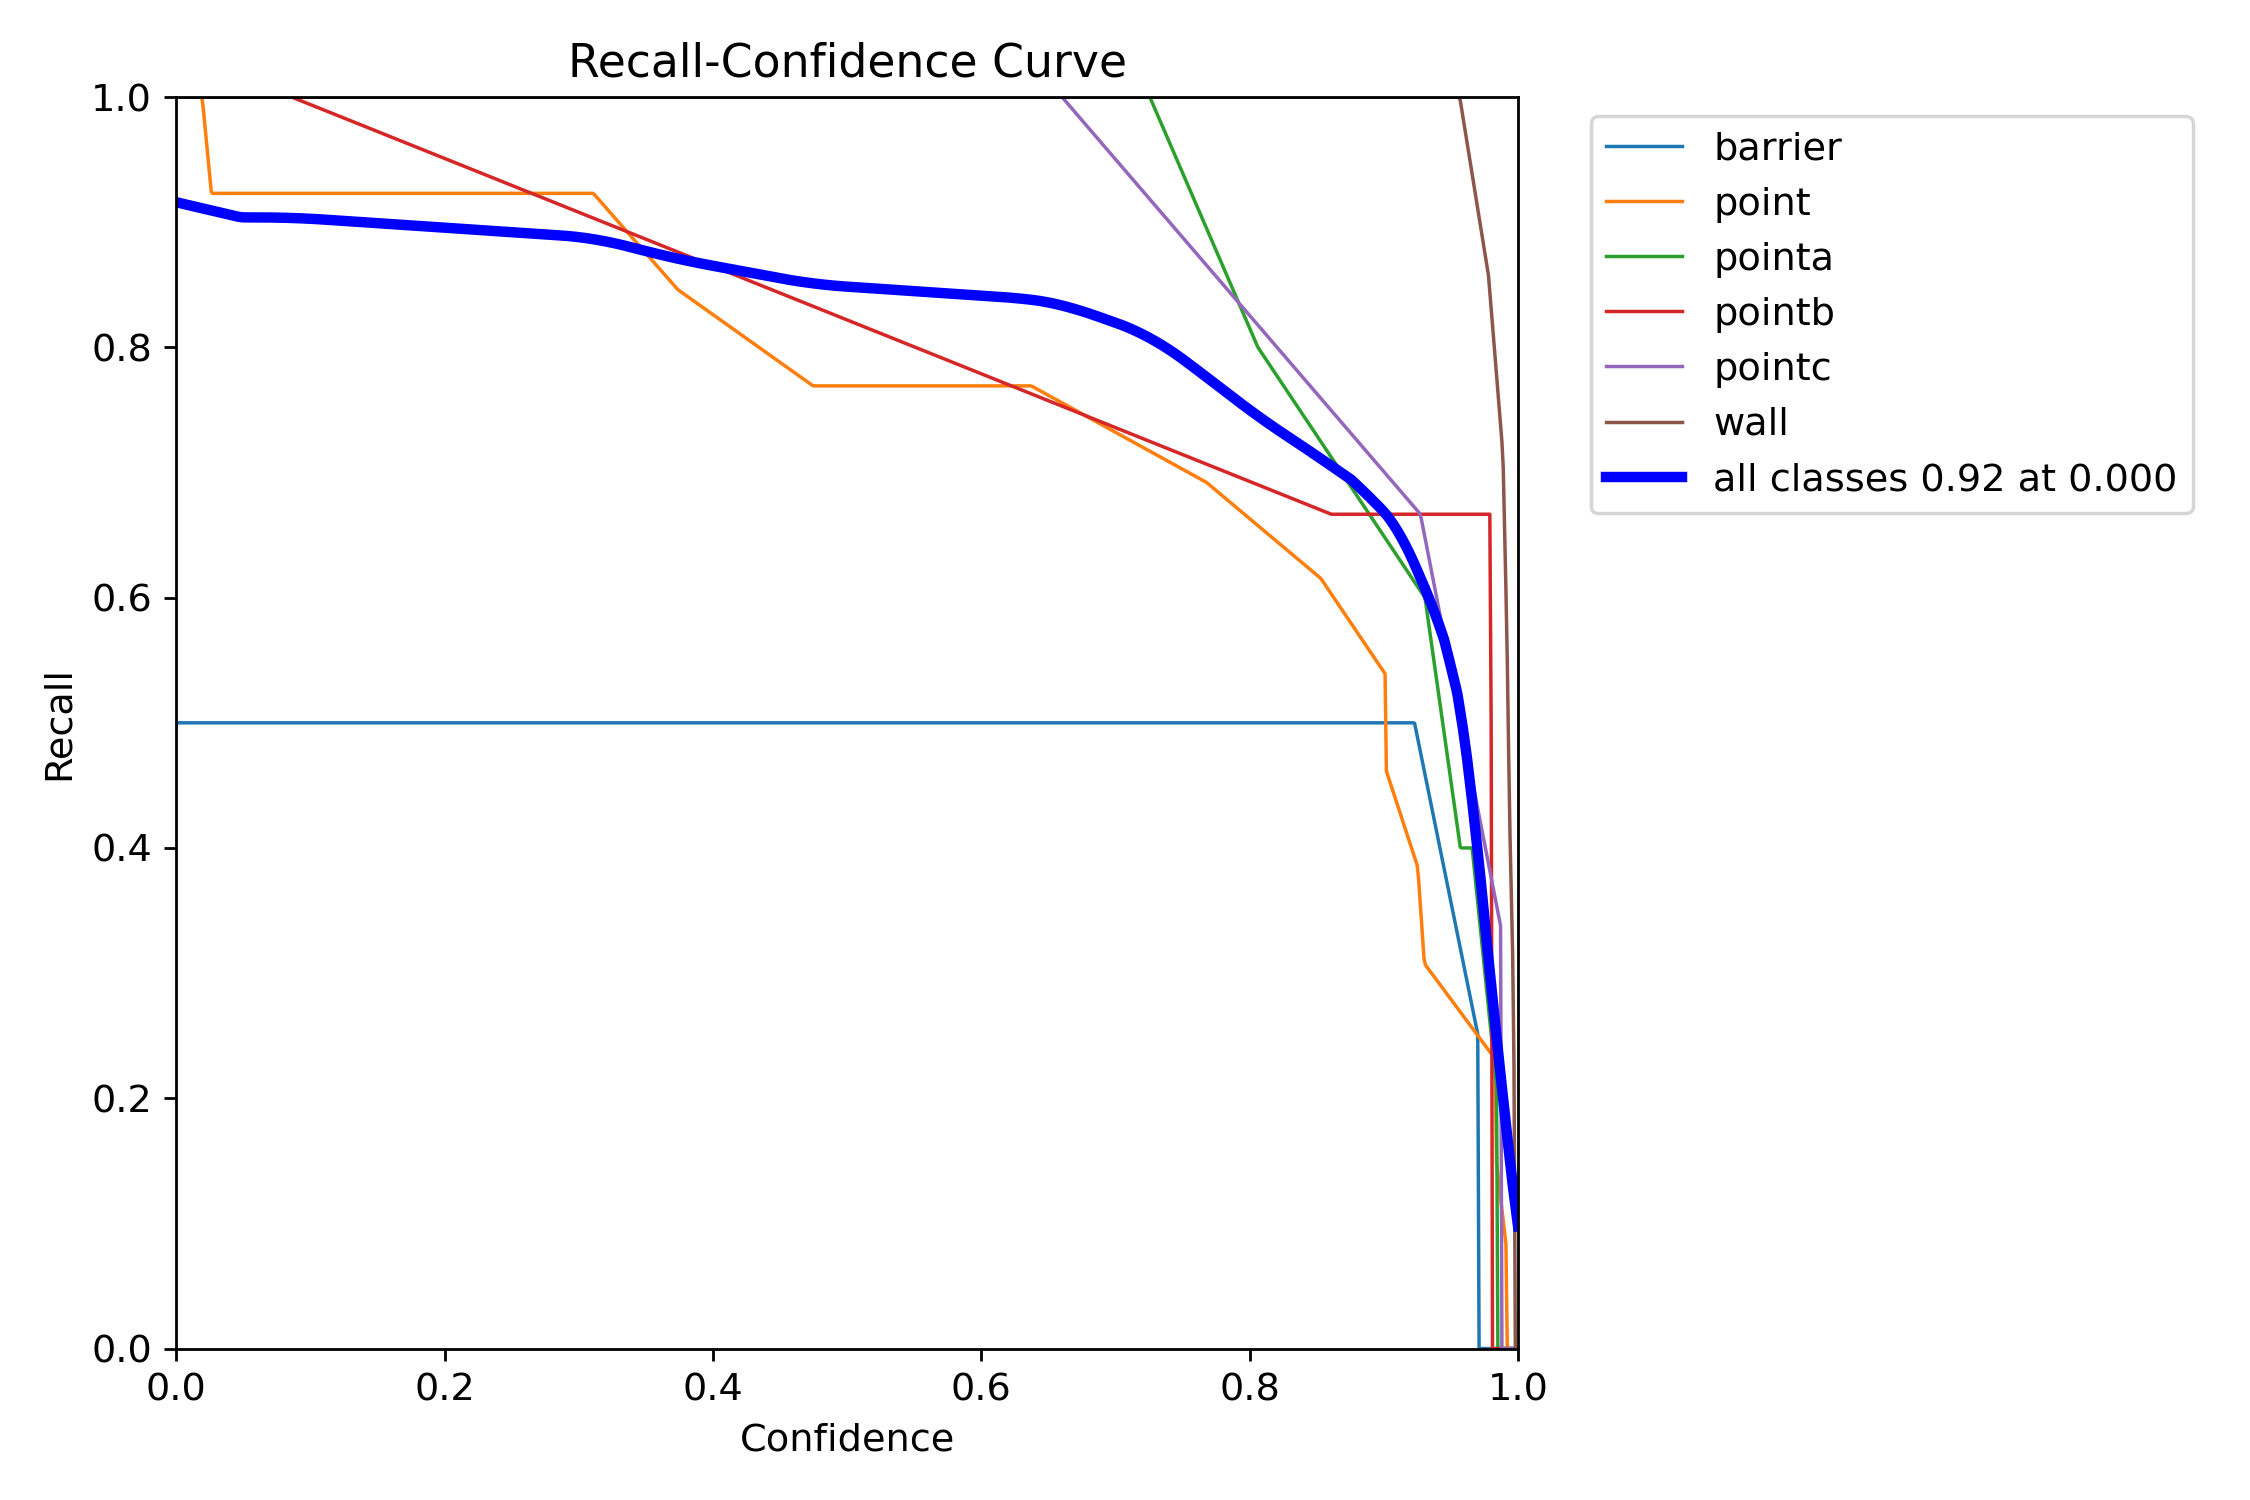 Recall-Confidence Curve
1.0
0.8
0.6
0.4
0.2
0.0
Recall
0.0 0.2 0.4 0.6 0.8 1.0
Confidence
barrier
point
pointa
pointb
pointc
wall
all classes 0.92 at 0.000